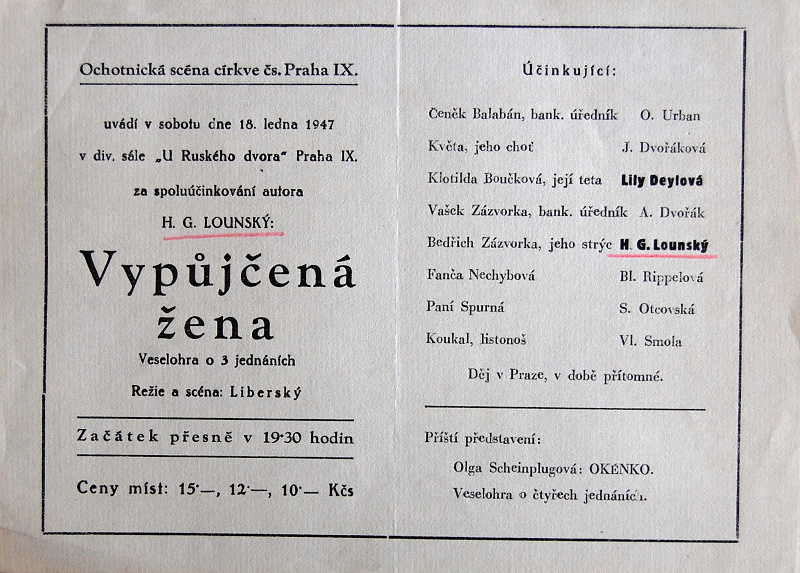 Ochotnická scéna církve čs. Praha IX.
uvádí v sobotu dne 18. ledna 1947
v div. sále „U Ruského dvora" Praha IX.
za spoluúčinkování autora
H. G. LOUNSKÝ:
Vypůjčená
žena
Veselohra o 3 jednáních
Režie a scéna: Liberský
Začátek přesně v 19·30 hodin
Ceny míst: 15·—, 12·—, 10·— Kčs
Účinkující:
Čeněk Balabán, bank. úředník O. Urban
Květa, jeho choť J. Dvořáková
Klotilda Boučková, její teta Lily Deylová
Vašek Zázvorka, bank. úředník A. Dvořák
Bedřich Zázvorka, jeho strýc H. G. Lounský
Fanča Nechybová Bl. Rippelová
Paní Spurná S. Otcovská
Koukal, listonoš Vl. Smola
Děj v Praze, v době přítomné.
Příští představení:
Olga Scheinplugová: OKÉNKO.
Veselohra o čtyřech jednáních.